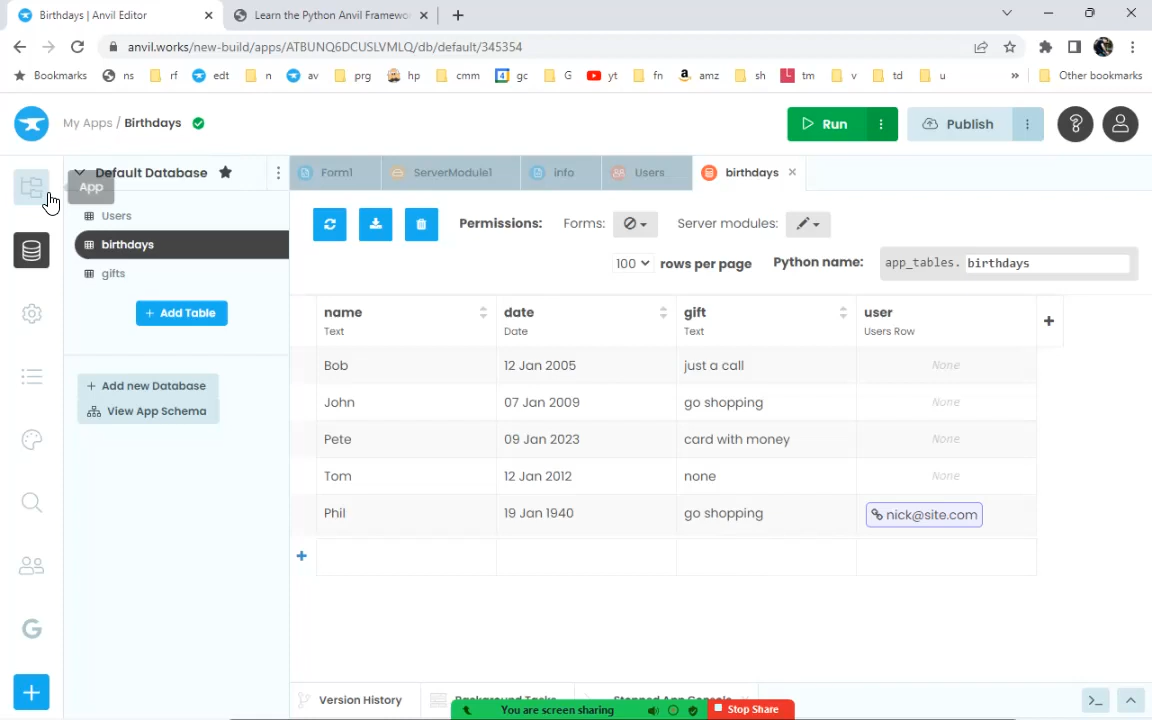 Birthdays | Anvil Editor
Learn the Python Anvil Framewo
anvil.works/new-build/apps/ATBUNQ6DCUSLVMLQ/db/default/345354
Bookmarks ns rf edt n av prg hp cmm 4 gc G yt fn amz sh tm v td u » Other bookmarks
My Apps / Birthdays
Run
Publish
App
Default Database
Form1
ServerModule1
info
Users
birthdays
Users
birthdays
gifts
+ Add Table
+ Add new Database
View App Schema
Permissions: Forms: Server modules:
100 rows per page Python name: app_tables. birthdays
name date gift user
Text Date Text Users Row
Bob 12 Jan 2005 just a call None
John 07 Jan 2009 go shopping None
Pete 09 Jan 2023 card with money None
Tom 12 Jan 2012 none None
Phil 19 Jan 1940 go shopping nick@site.com
Version History
Background Tasks
Stopped App Console
You are screen sharing
Stop Share